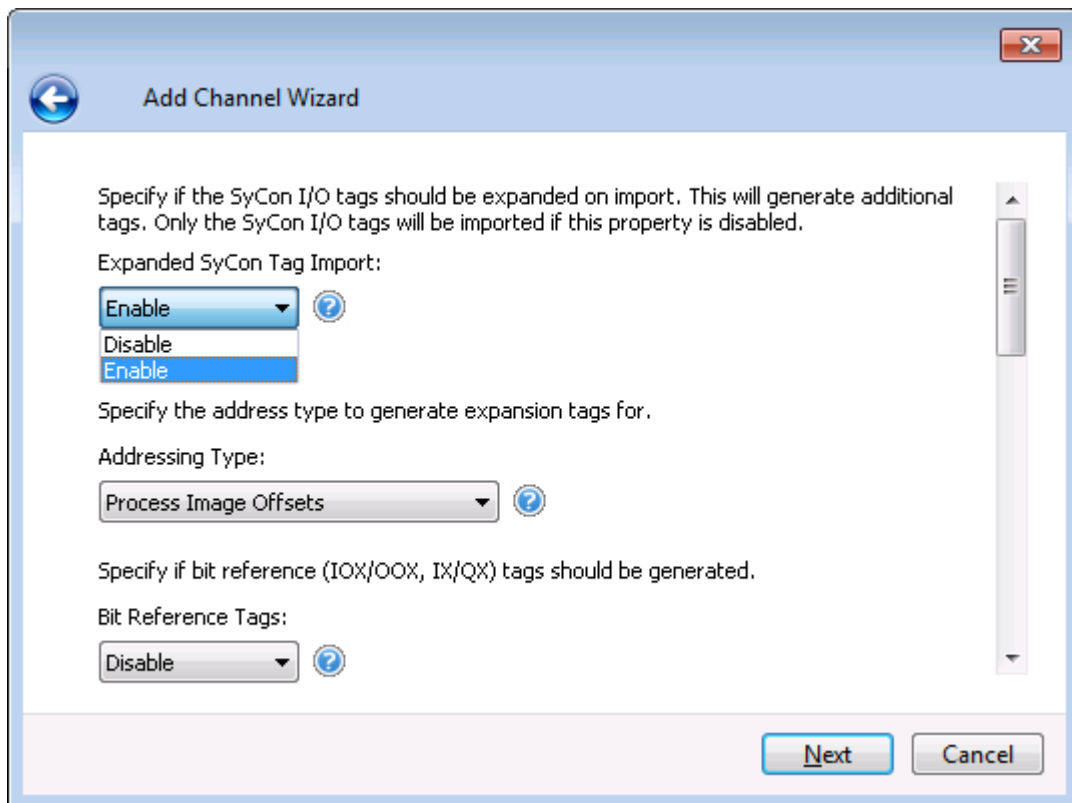 Add Channel Wizard
Specify if the SyCon I/O tags should be expanded on import. This will generate additional
tags. Only the SyCon I/O tags will be imported if this property is disabled.
Expanded SyCon Tag Import:
Enable
Disable
Enable
Specify the address type to generate expansion tags for.
Addressing Type:
Process Image Offsets
Specify if bit reference (IOX/OOX, IX/QX) tags should be generated.
Bit Reference Tags:
Disable
Next
Cancel